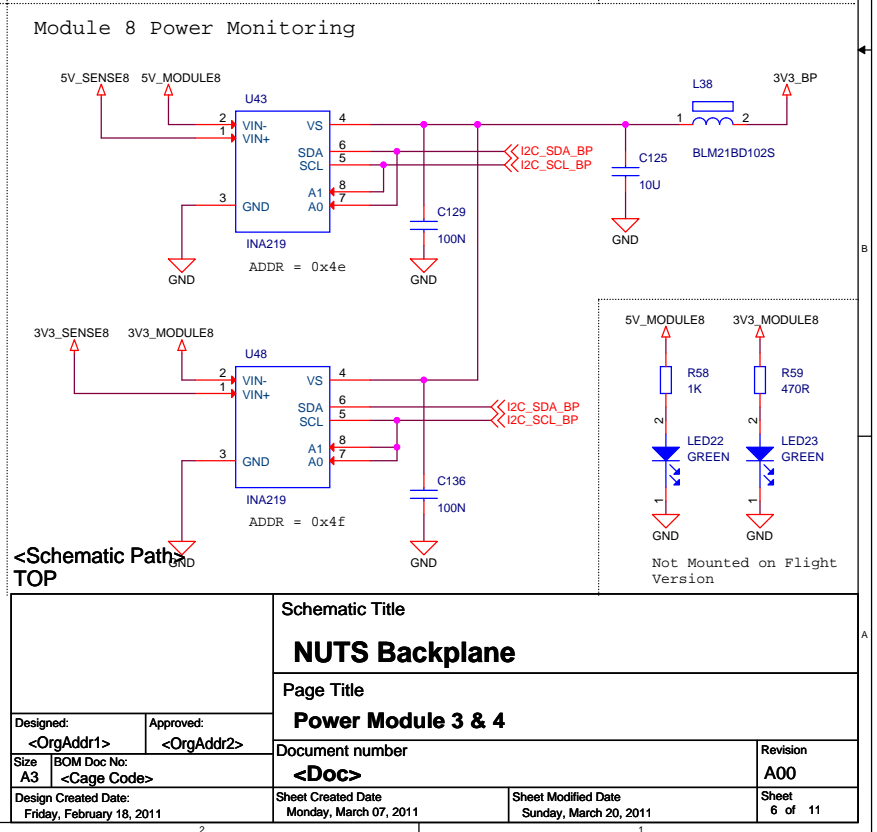 Module 8 Power Monitoring
5V_SENSE8 5V_MODULE8
U43
L38
3V3_BP
2 VIN- VS 4
1 VIN+
1 2
SDA 6 I2C_SDA_BP
SCL 5 I2C_SCL_BP
BLM21BD102S
C125
10U
A1 8
3 GND A0 7
C129
100N
INA219
ADDR = 0x4e
GND
GND
GND
B
3V3_SENSE8 3V3_MODULE8
U48
2 VIN- VS 4
1 VIN+
SDA 6 I2C_SDA_BP
SCL 5 I2C_SCL_BP
A1 8
3 GND A0 7
C136
100N
INA219
ADDR = 0x4f
GND
GND
5V_MODULE8 3V3_MODULE8
R58
1K
R59
470R
2 2
LED22
GREEN
LED23
GREEN
1 1
GND GND
Not Mounted on Flight
Version
<Schematic Path>
TOP
A
Schematic Title
NUTS Backplane
Page Title
Power Module 3 & 4
Designed:
<OrgAddr1>
Approved:
<OrgAddr2>
Document number
<Doc>
Revision
A00
Size
A3
BOM Doc No:
<Cage Code>
Design Created Date:
Friday, February 18, 2011
Sheet Created Date
Monday, March 07, 2011
Sheet Modified Date
Sunday, March 20, 2011
Sheet
6 of 11
2 1